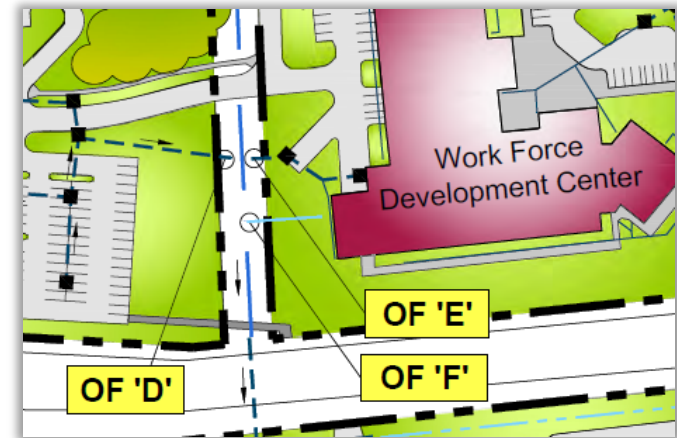 Work Force
Development Center
OF 'E'
OF 'D'
OF 'F'